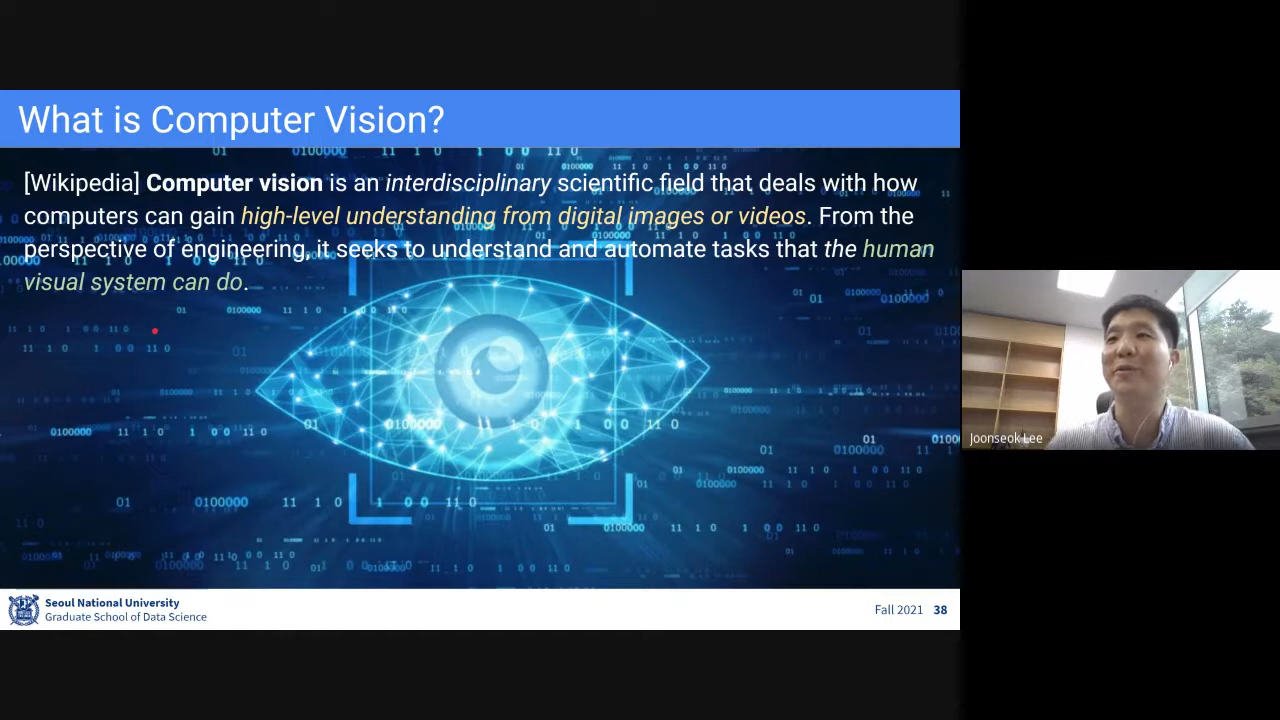 What is Computer Vision?
[Wikipedia] Computer vision is an interdisciplinary scientific field that deals with how
computers can gain high-level understanding from digital images or videos. From the
perspective of engineering, it seeks to understand and automate tasks that the human
visual system can do.
Joonseok Lee
Seoul National University
Graduate School of Data Science
Fall 2021 38